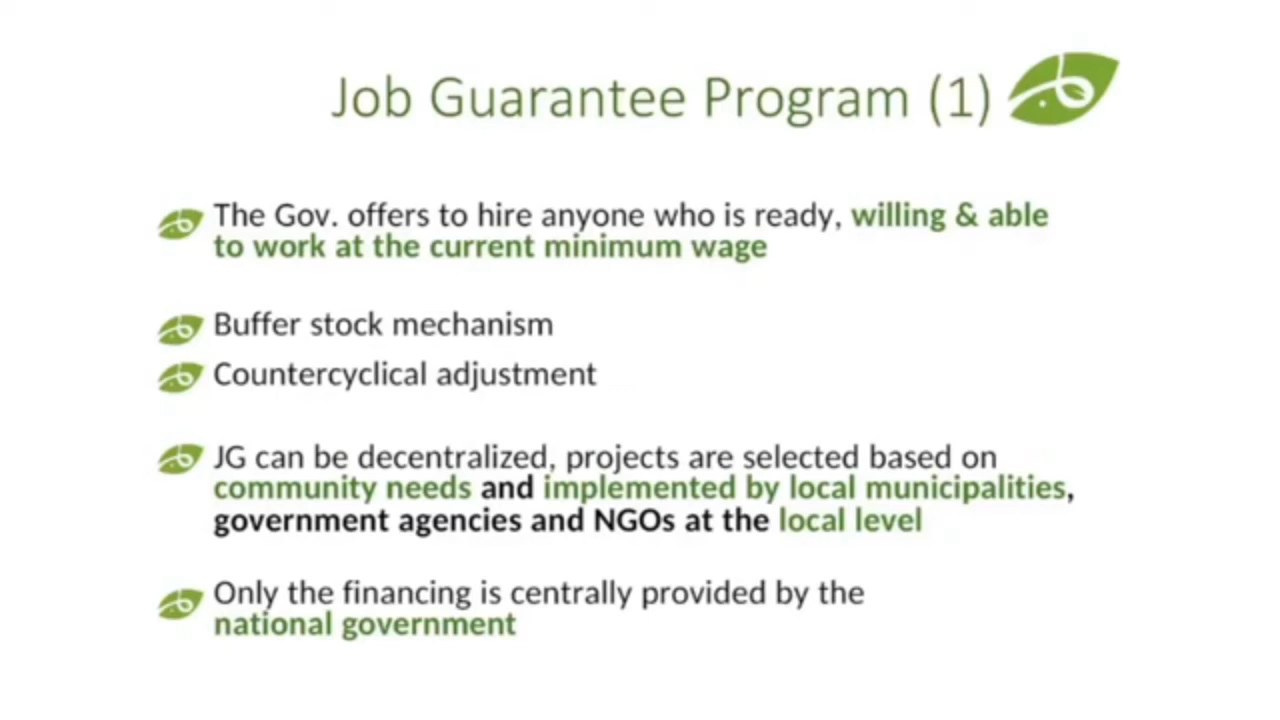 Job Guarantee Program (1)
The Gov. offers to hire anyone who is ready, willing & able
to work at the current minimum wage
Buffer stock mechanism
Countercyclical adjustment
JG can be decentralized, projects are selected based on
community needs and implemented by local municipalities,
government agencies and NGOs at the local level
Only the financing is centrally provided by the
national government